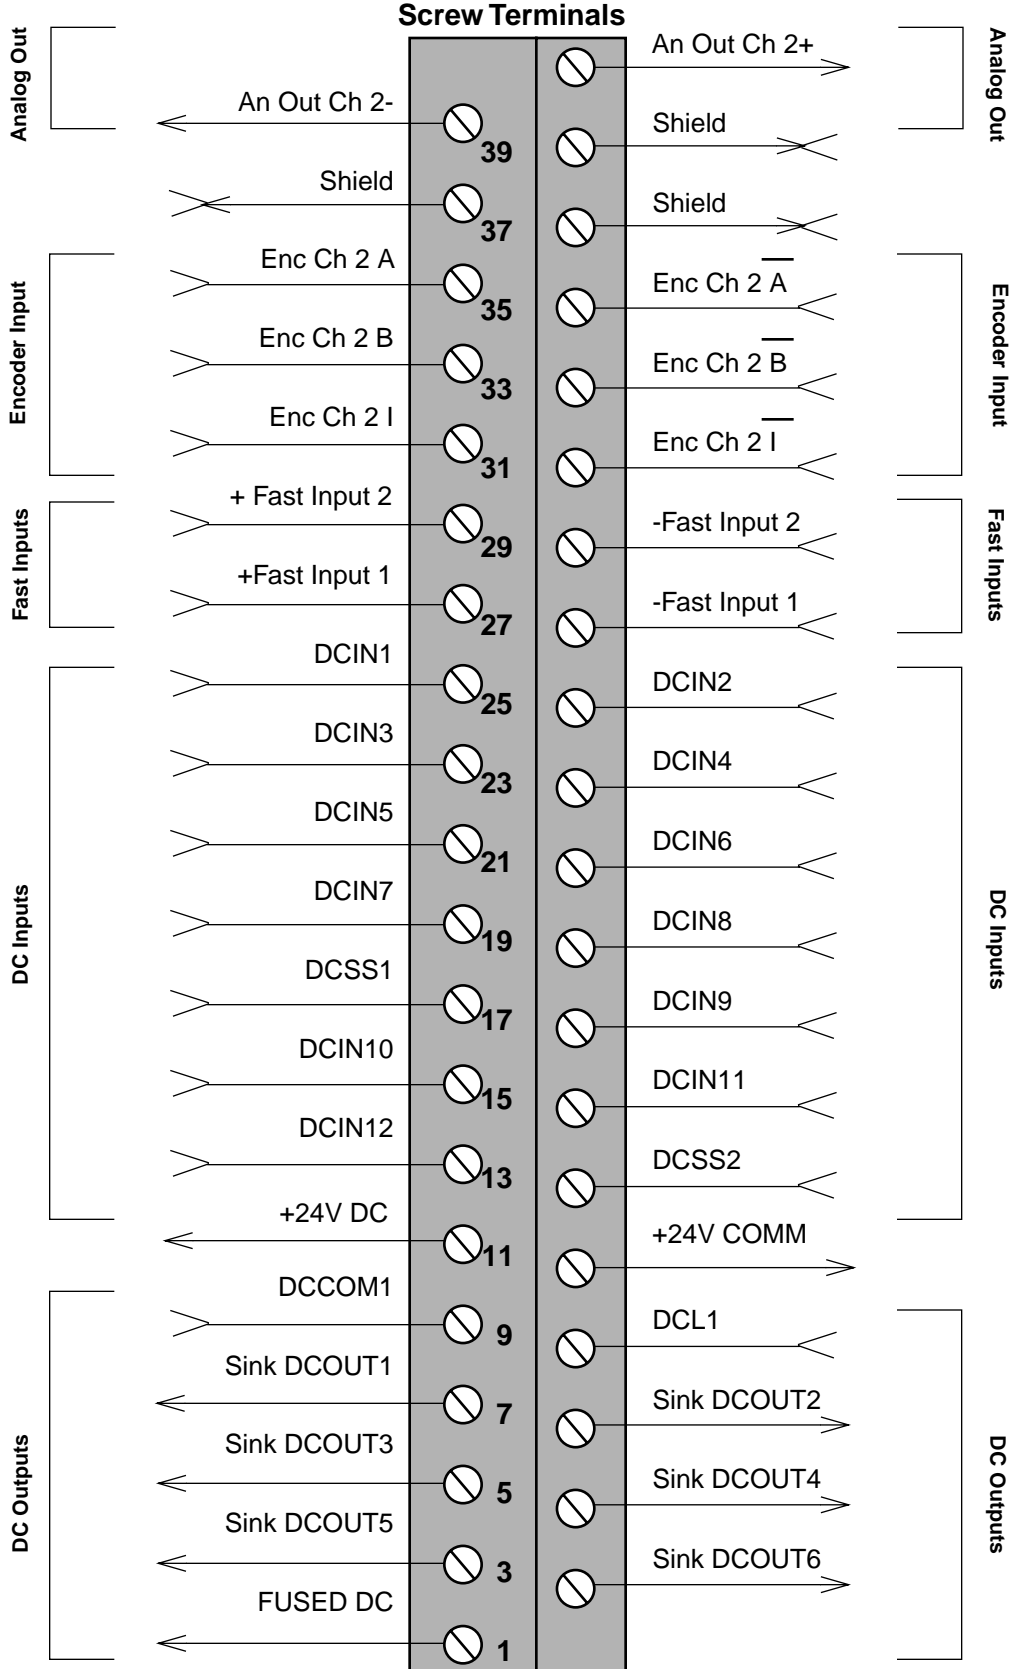 Screw Terminals
Analog Out
An Out Ch 2+
Analog Out
An Out Ch 2-
39
Shield
Shield
37
Shield
Encoder Input
Enc Ch 2 A
35
Enc Ch 2 A̅
Encoder Input
Enc Ch 2 B
33
Enc Ch 2 B̅
Enc Ch 2 I
31
Enc Ch 2 I̅
Fast Inputs
+ Fast Input 2
29
-Fast Input 2
Fast Inputs
+Fast Input 1
27
-Fast Input 1
DCIN1
25
DCIN2
DCIN3
23
DCIN4
DCIN5
21
DCIN6
DC Inputs
DCIN7
19
DCIN8
DC Inputs
DCSS1
17
DCIN9
DCIN10
15
DCIN11
DCIN12
13
DCSS2
+24V DC
11
+24V COMM
DCCOM1
9
DCL1
Sink DCOUT1
7
Sink DCOUT2
DC Outputs
Sink DCOUT3
5
Sink DCOUT4
DC Outputs
Sink DCOUT5
3
Sink DCOUT6
FUSED DC
1